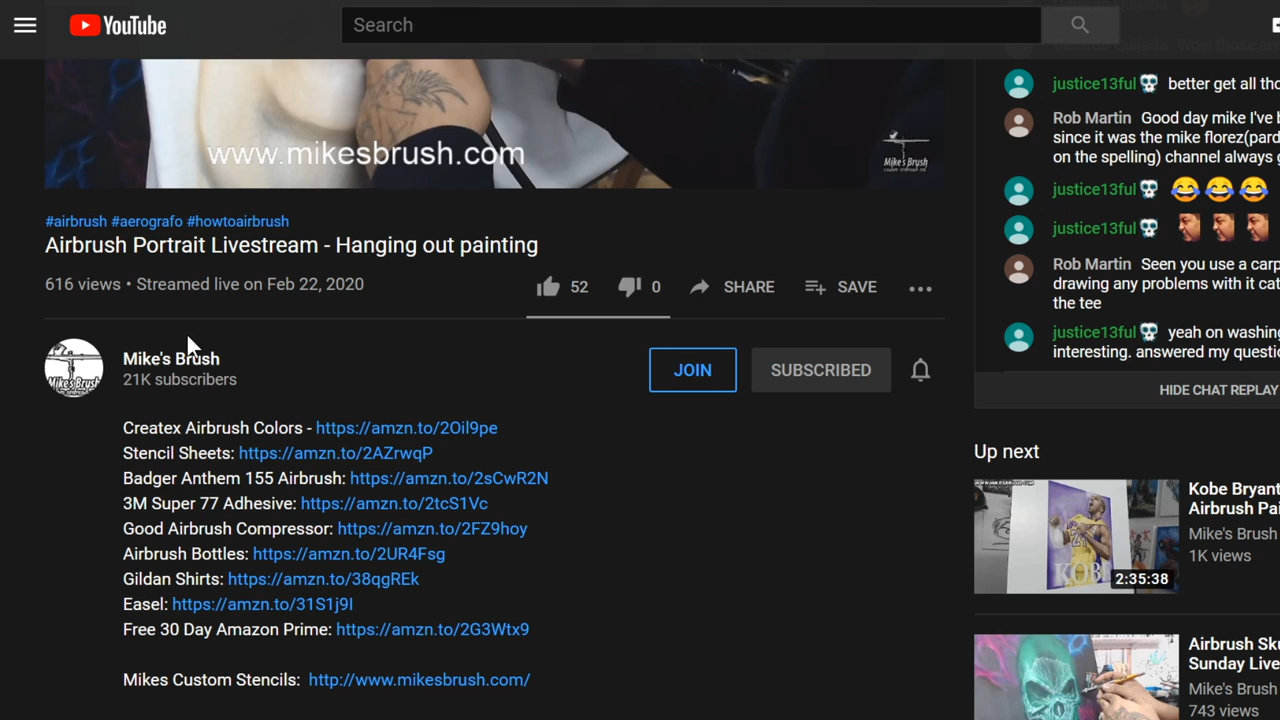 YouTube
Search
www.mikesbrush.com
Mike's Brush
#airbrush #aerografo #howtoairbrush
Airbrush Portrait Livestream - Hanging out painting
616 views • Streamed live on Feb 22, 2020
52
0
SHARE
SAVE
Mike's Brush
21K subscribers
JOIN
SUBSCRIBED
Createx Airbrush Colors - https://amzn.to/2Oil9pe
Stencil Sheets: https://amzn.to/2AZrwqP
Badger Anthem 155 Airbrush: https://amzn.to/2sCwR2N
3M Super 77 Adhesive: https://amzn.to/2tcS1Vc
Good Airbrush Compressor: https://amzn.to/2FZ9hoy
Airbrush Bottles: https://amzn.to/2UR4Fsg
Gildan Shirts: https://amzn.to/38qgREk
Easel: https://amzn.to/31S1j9I
Free 30 Day Amazon Prime: https://amzn.to/2G3Wtx9
Mikes Custom Stencils: http://www.mikesbrush.com/
justice13ful better get all tho
Rob Martin Good day mike I've b
since it was the mike florez(pard
on the spelling) channel always g
justice13ful 😂😂😂
justice13ful
Rob Martin Seen you use a carp
drawing any problems with it cat
the tee
justice13ful yeah on washing
interesting. answered my questio
HIDE CHAT REPLAY
Up next
2:35:38
Kobe Bryant
Airbrush Pai
Mike's Brush
1K views
KOBE
Airbrush Sku
Sunday Live
Mike's Brush
743 views